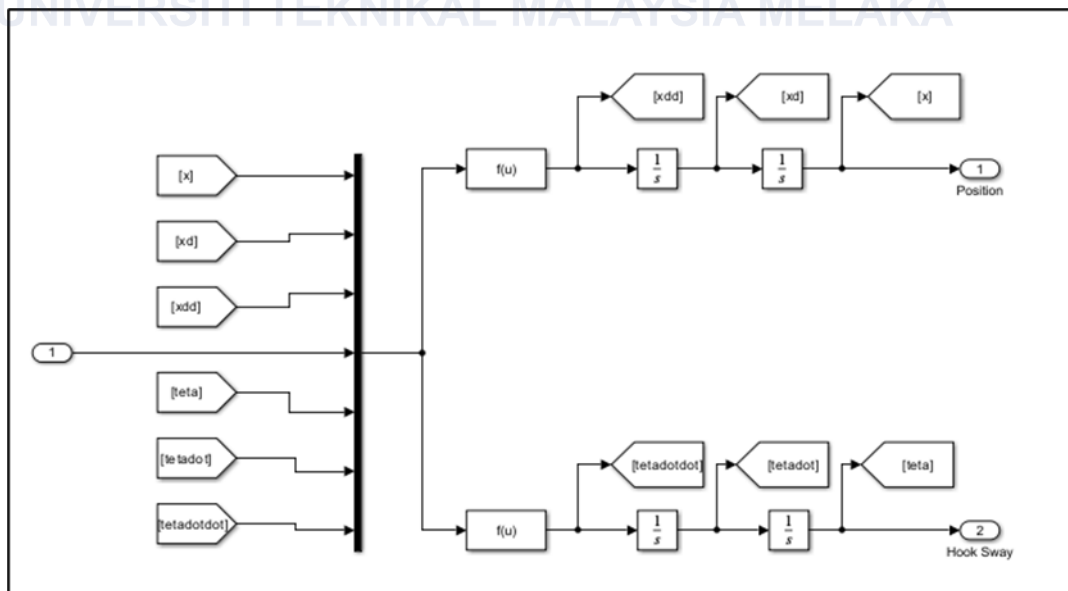 UNIVERSITI TEKNIKAL MALAYSIA MELAKA
[xdd]
[xd]
[x]
[x]
f(u)
1
s
1
s
1
Position
[xd]
[xdd]
1
[teta]
[tetadot]
[tetadotdot]
[tetadotdot]
[tetadot]
[teta]
f(u)
1
s
1
s
2
Hook Sway